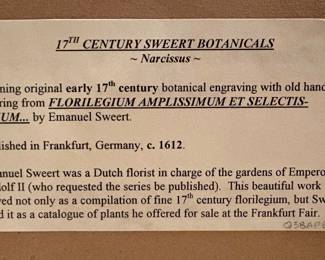 17TH CENTURY SWEERT BOTANICALS
~ Narcissus ~
ning original early 17th century botanical engraving with old hand
ring from FLORILEGIUM AMPLISSIMUM ET SELECTIS-
UM... by Emanuel Sweert.
lished in Frankfurt, Germany, c. 1612.
nuel Sweert was a Dutch florist in charge of the gardens of Empero
olf II (who requested the series be published). This beautiful work
ved not only as a compilation of fine 17th century florilegium, but Sw
d it as a catalogue of plants he offered for sale at the Frankfurt Fair.